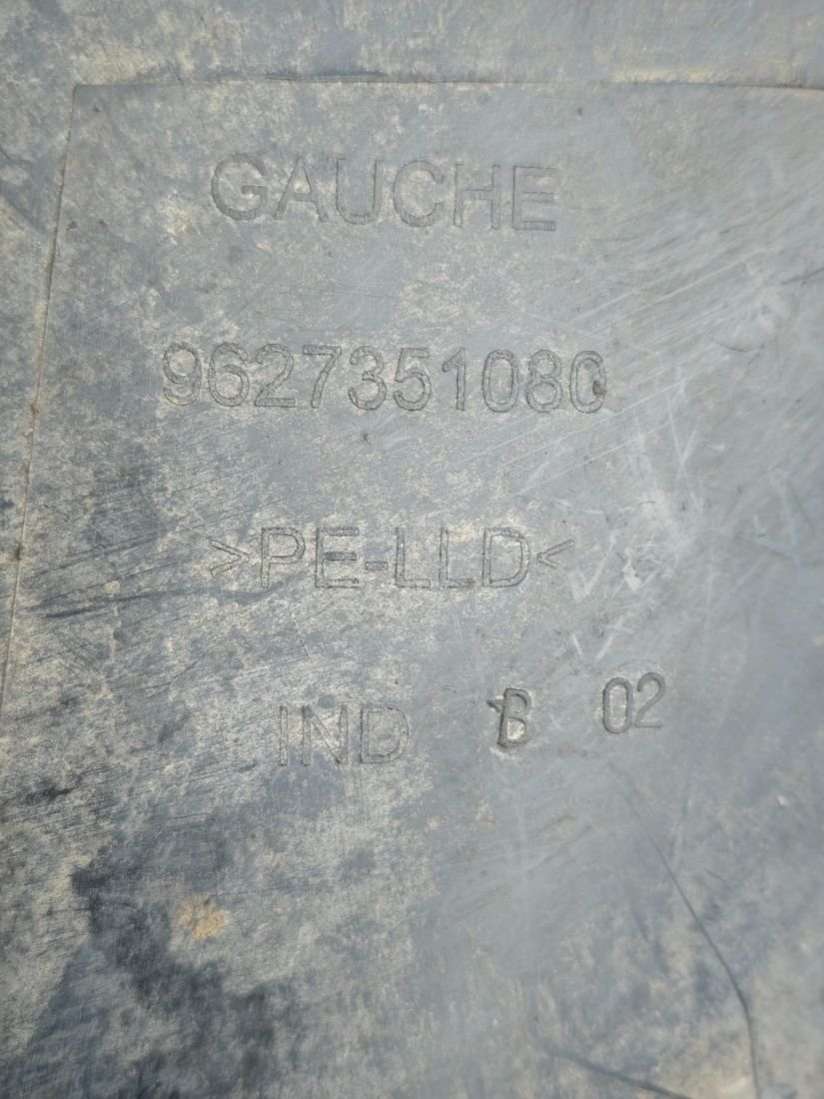 GAUCHE
9627351080
>PE-LLD<
IND B 02